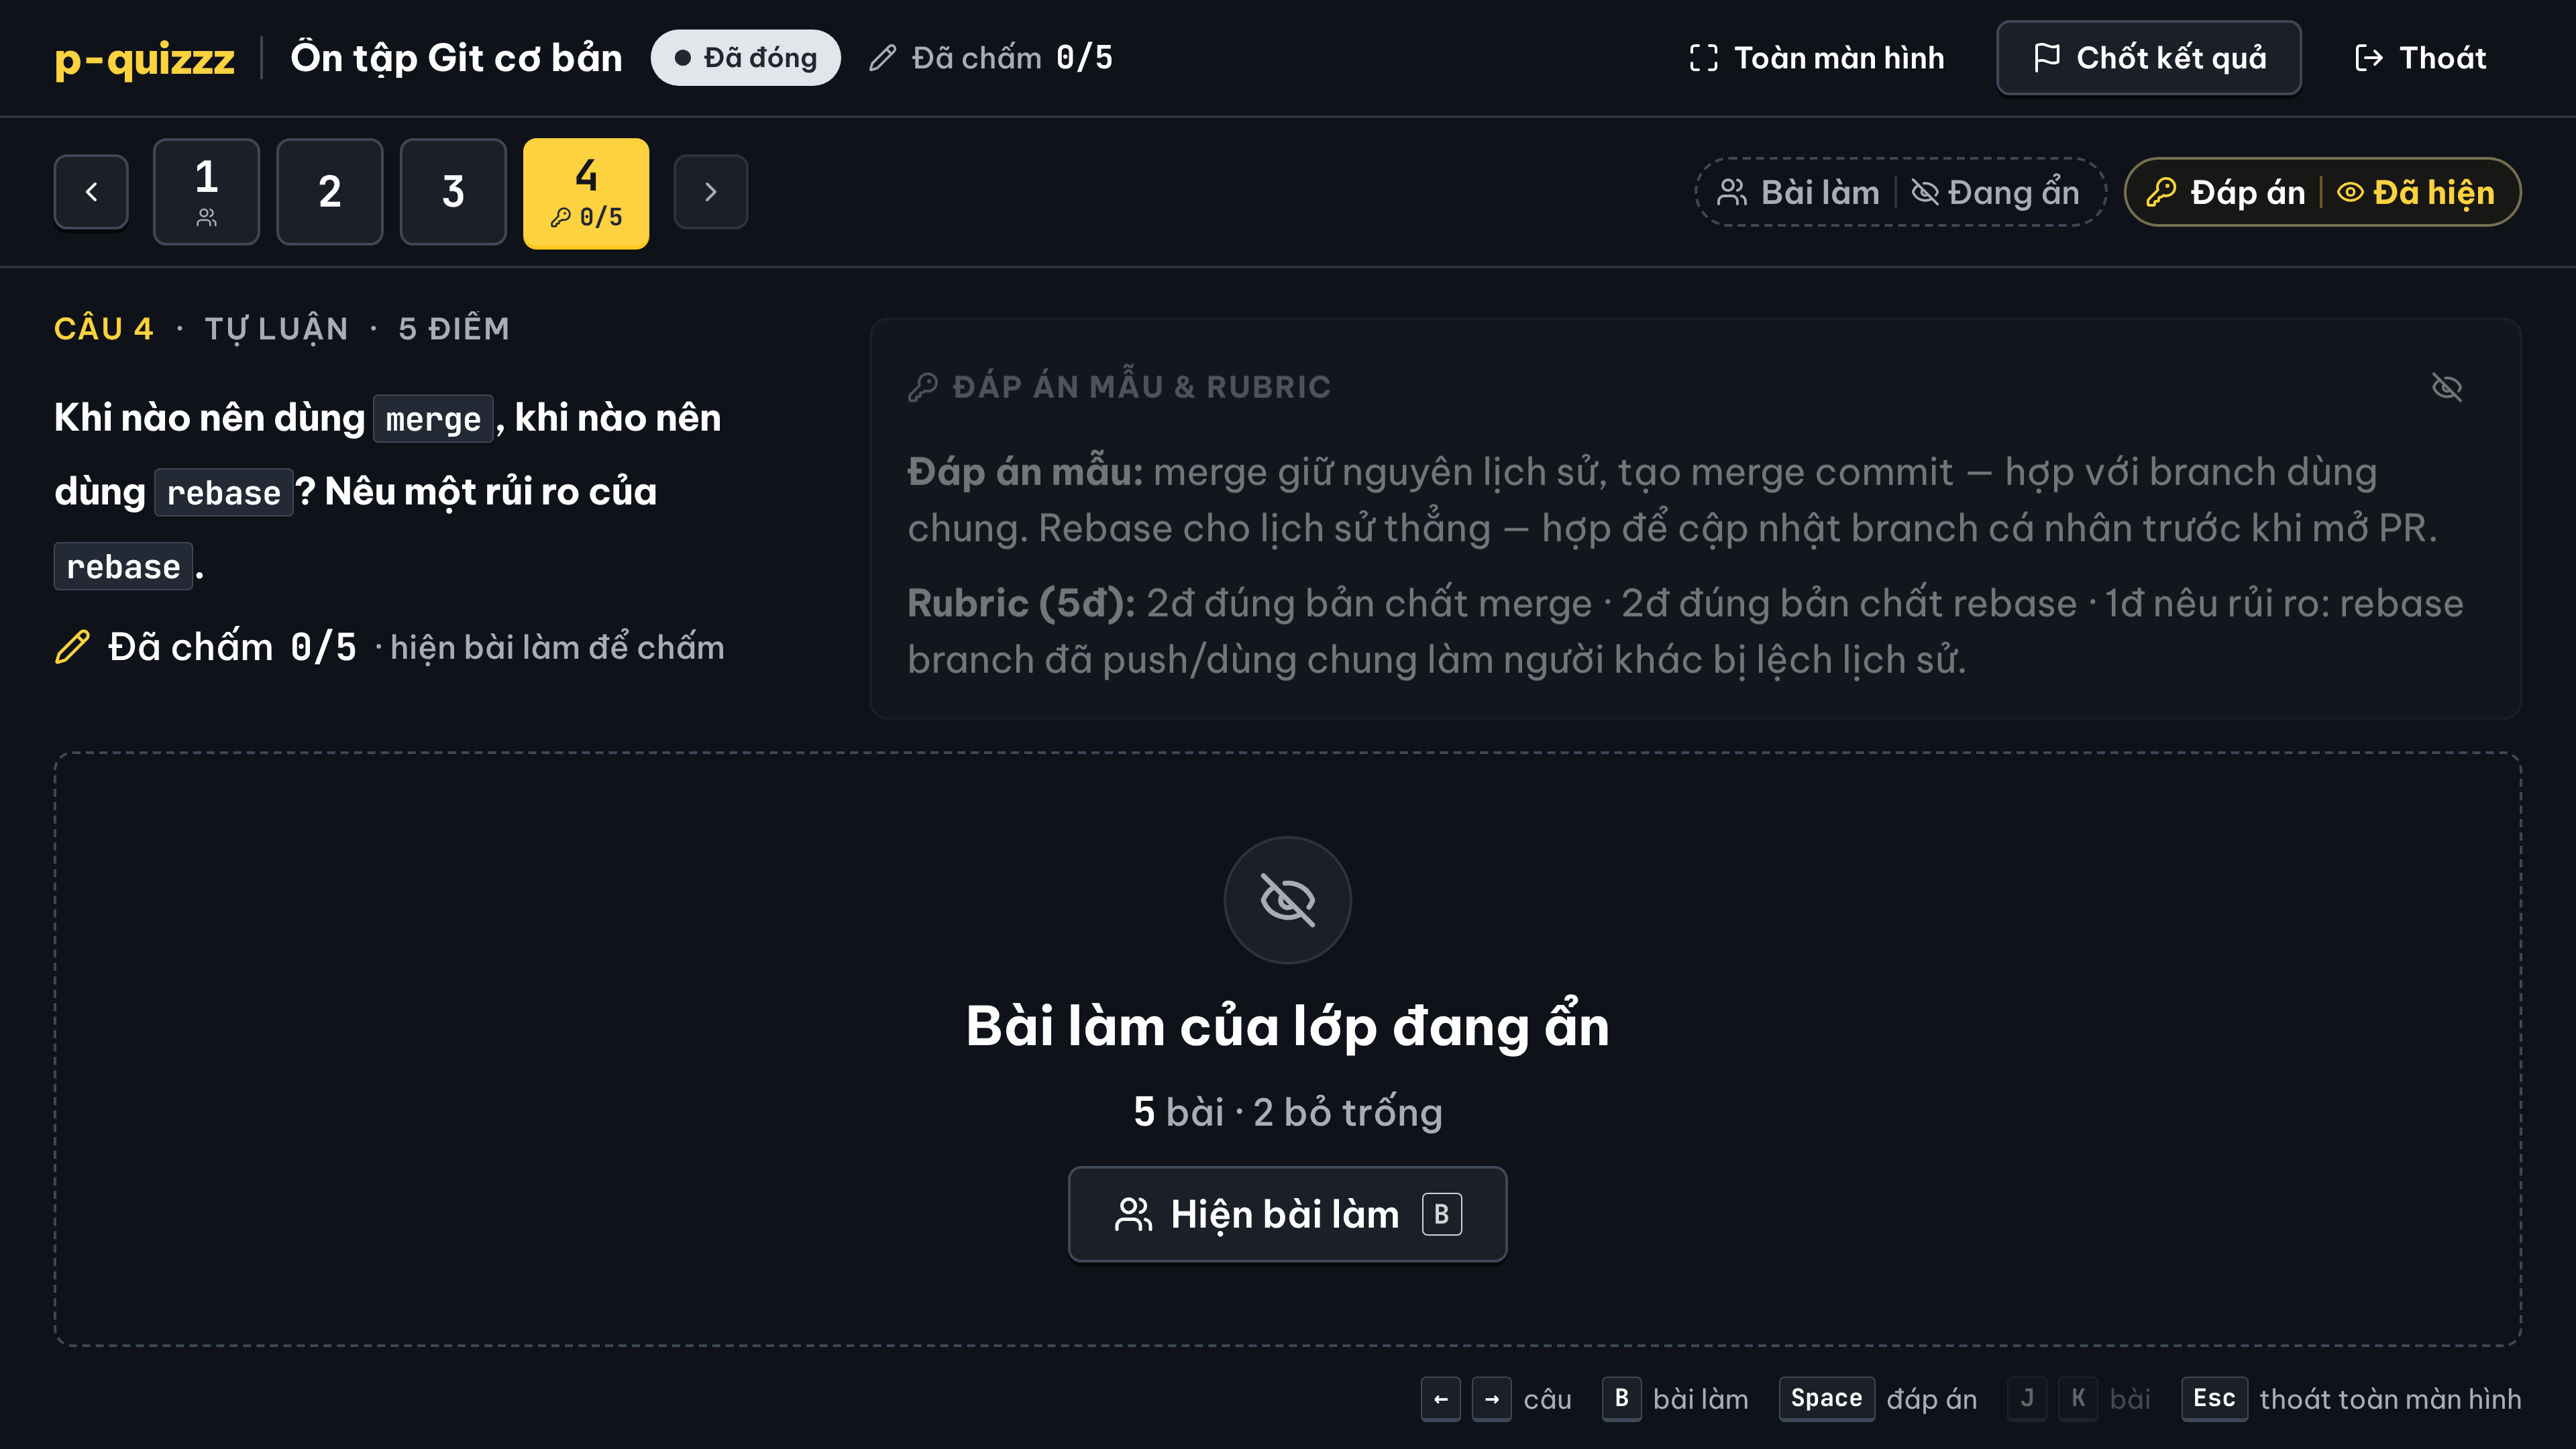 p-quizzz
Ôn tập Git cơ bản
Đã đóng
Đã chấm 0/5
Toàn màn hình
Chốt kết quả
Thoát
1
2
3
4
0/5
Bài làm
Đang ẩn
Đáp án
Đã hiện
CÂU 4 · TỰ LUẬN · 5 ĐIỂM
Khi nào nên dùng merge, khi nào nên
dùng rebase? Nêu một rủi ro của
rebase.
Đã chấm 0/5 · hiện bài làm để chấm
ĐÁP ÁN MẪU & RUBRIC
Đáp án mẫu: merge giữ nguyên lịch sử, tạo merge commit — hợp với branch dùng
chung. Rebase cho lịch sử thẳng — hợp để cập nhật branch cá nhân trước khi mở PR.
Rubric (5đ): 2đ đúng bản chất merge · 2đ đúng bản chất rebase · 1đ nêu rủi ro: rebase
branch đã push/dùng chung làm người khác bị lệch lịch sử.
Bài làm của lớp đang ẩn
5 bài · 2 bỏ trống
Hiện bài làm B
← → câu B bài làm Space đáp án J K bài Esc thoát toàn màn hình